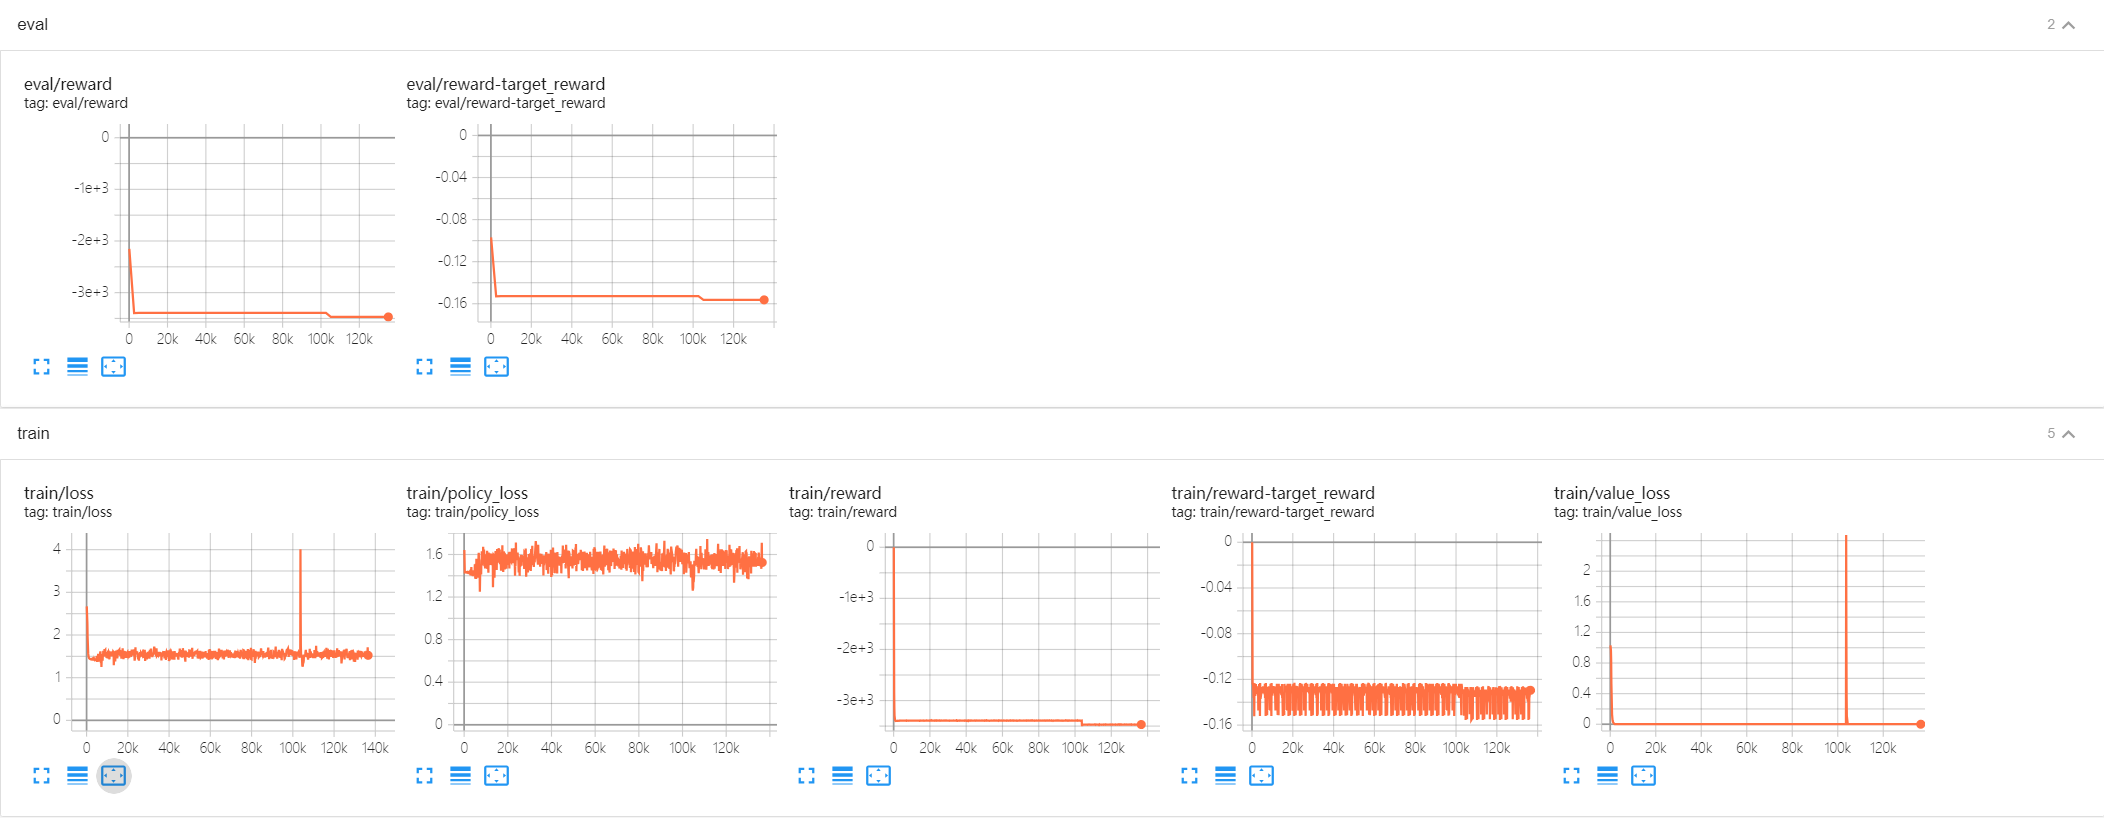 eval
2
eval/reward
tag: eval/reward
0
-1e+3
-2e+3
-3e+3
0 20k 40k 60k 80k 100k 120k
eval/reward-target_reward
tag: eval/reward-target_reward
0
-0.04
-0.08
-0.12
-0.16
0 20k 40k 60k 80k 100k 120k
train
5
train/loss
tag: train/loss
4
3
2
1
0
0 20k 40k 60k 80k 100k 120k 140k
train/policy_loss
tag: train/policy_loss
1.6
1.2
0.8
0.4
0
0 20k 40k 60k 80k 100k 120k
train/reward
tag: train/reward
0
-1e+3
-2e+3
-3e+3
0 20k 40k 60k 80k 100k 120k
train/reward-target_reward
tag: train/reward-target_reward
0
-0.04
-0.08
-0.12
-0.16
0 20k 40k 60k 80k 100k 120k
train/value_loss
tag: train/value_loss
2
1.6
1.2
0.8
0.4
0
0 20k 40k 60k 80k 100k 120k